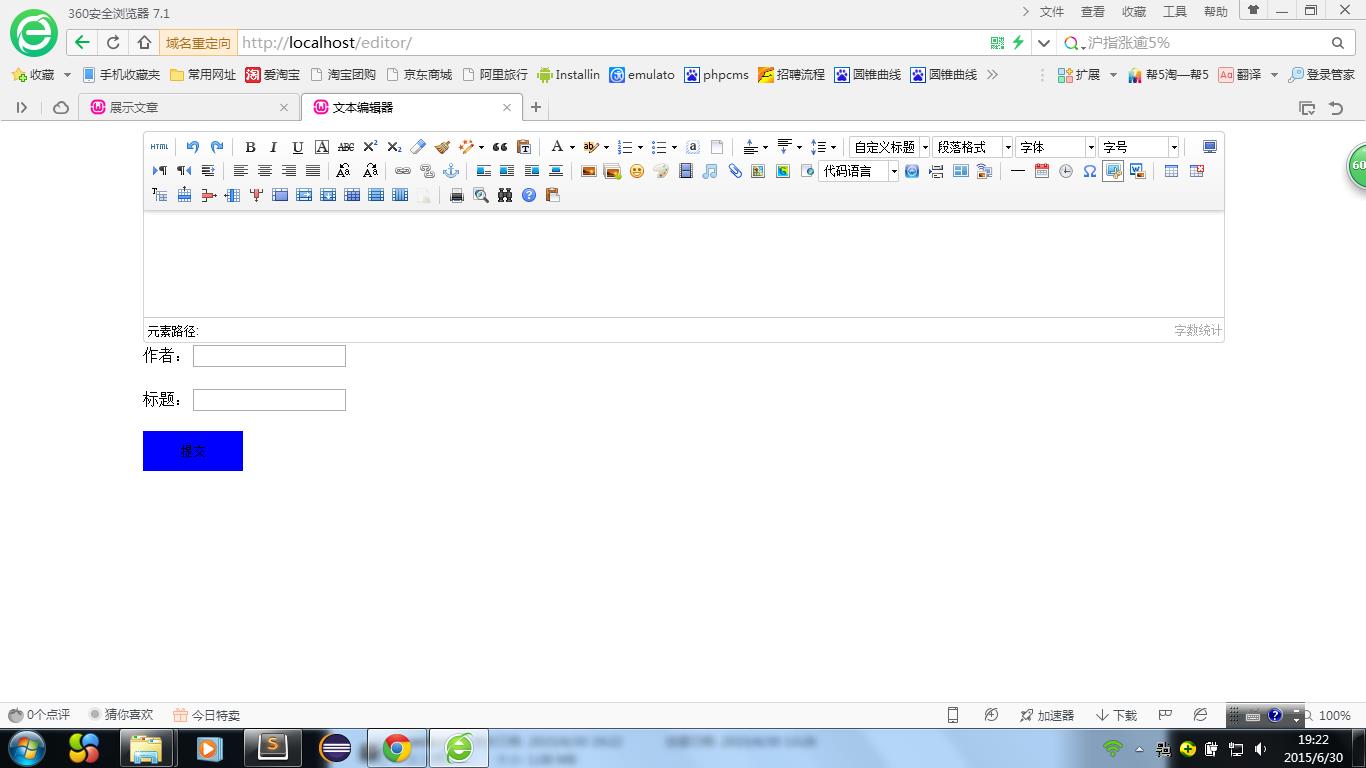 360安全浏览器 7.1
文件 查看 收藏 工具 帮助
域名重定向 http://localhost/editor/ 沪指涨逾5%
收藏 手机收藏夹 常用网址 爱淘宝 淘宝团购 京东商城 阿里旅行 Installin emulato phpcms 招聘流程 圆锥曲线 圆锥曲线 扩展 帮5淘—帮5 翻译 登录管家
展示文章 文本编辑器
HTML 自定义标题 段落格式 字体 字号
代码语言
元素路径: 字数统计
作者：
标题：
提交
0个点评 猜你喜欢 今日特卖 加速器 下载 100%
19:22
2015/6/30